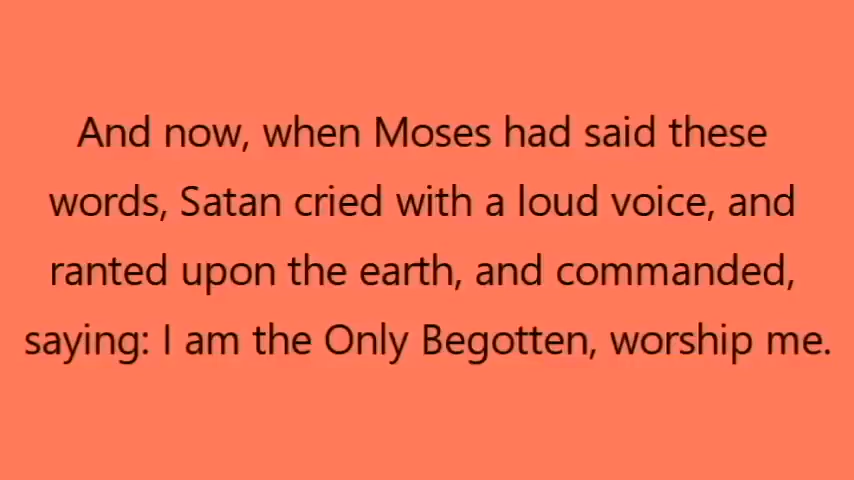 And now, when Moses had said these
words, Satan cried with a loud voice, and
ranted upon the earth, and commanded,
saying: I am the Only Begotten, worship me.